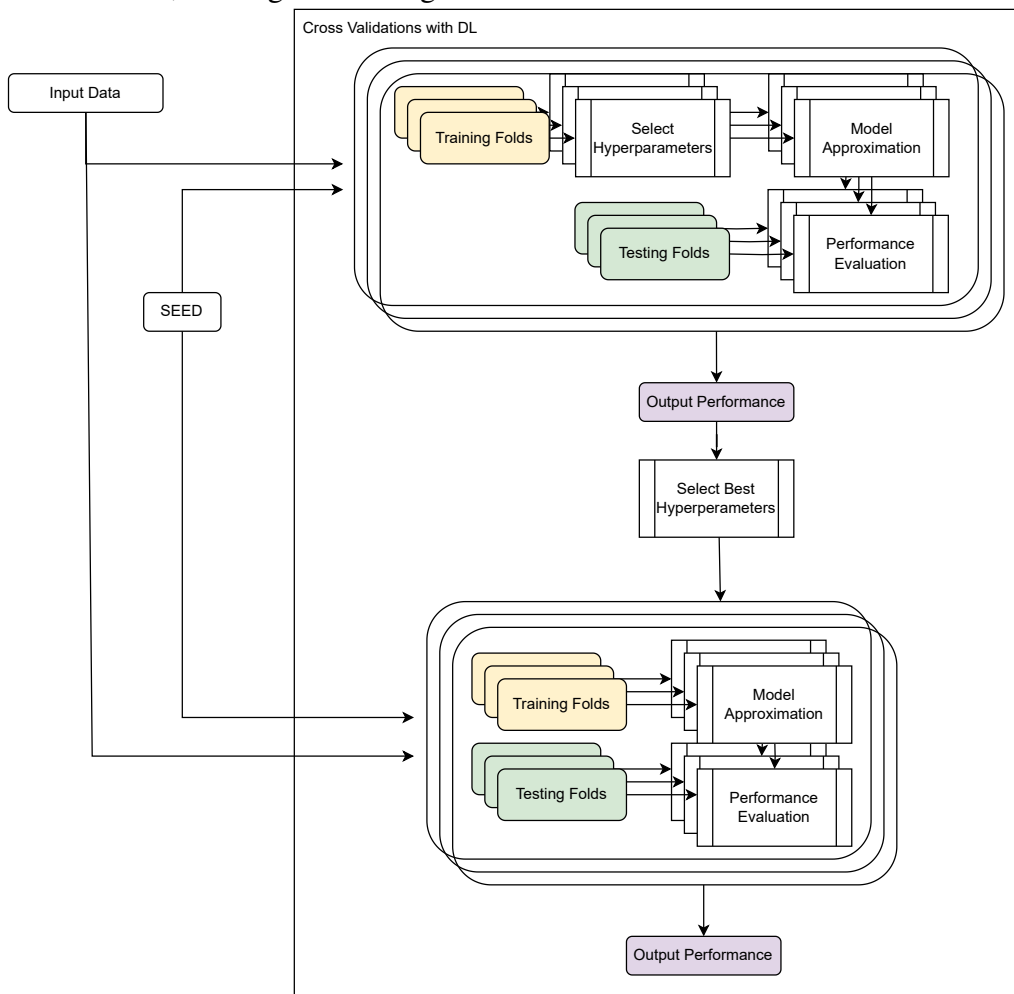 Cross Validations with DL
Input Data
Training Folds
Select
Hyperparameters
Model
Approximation
Testing Folds
Performance
Evaluation
SEED
Output Performance
Select Best
Hyperperameters
Training Folds
Model
Approximation
Testing Folds
Performance
Evaluation
Output Performance